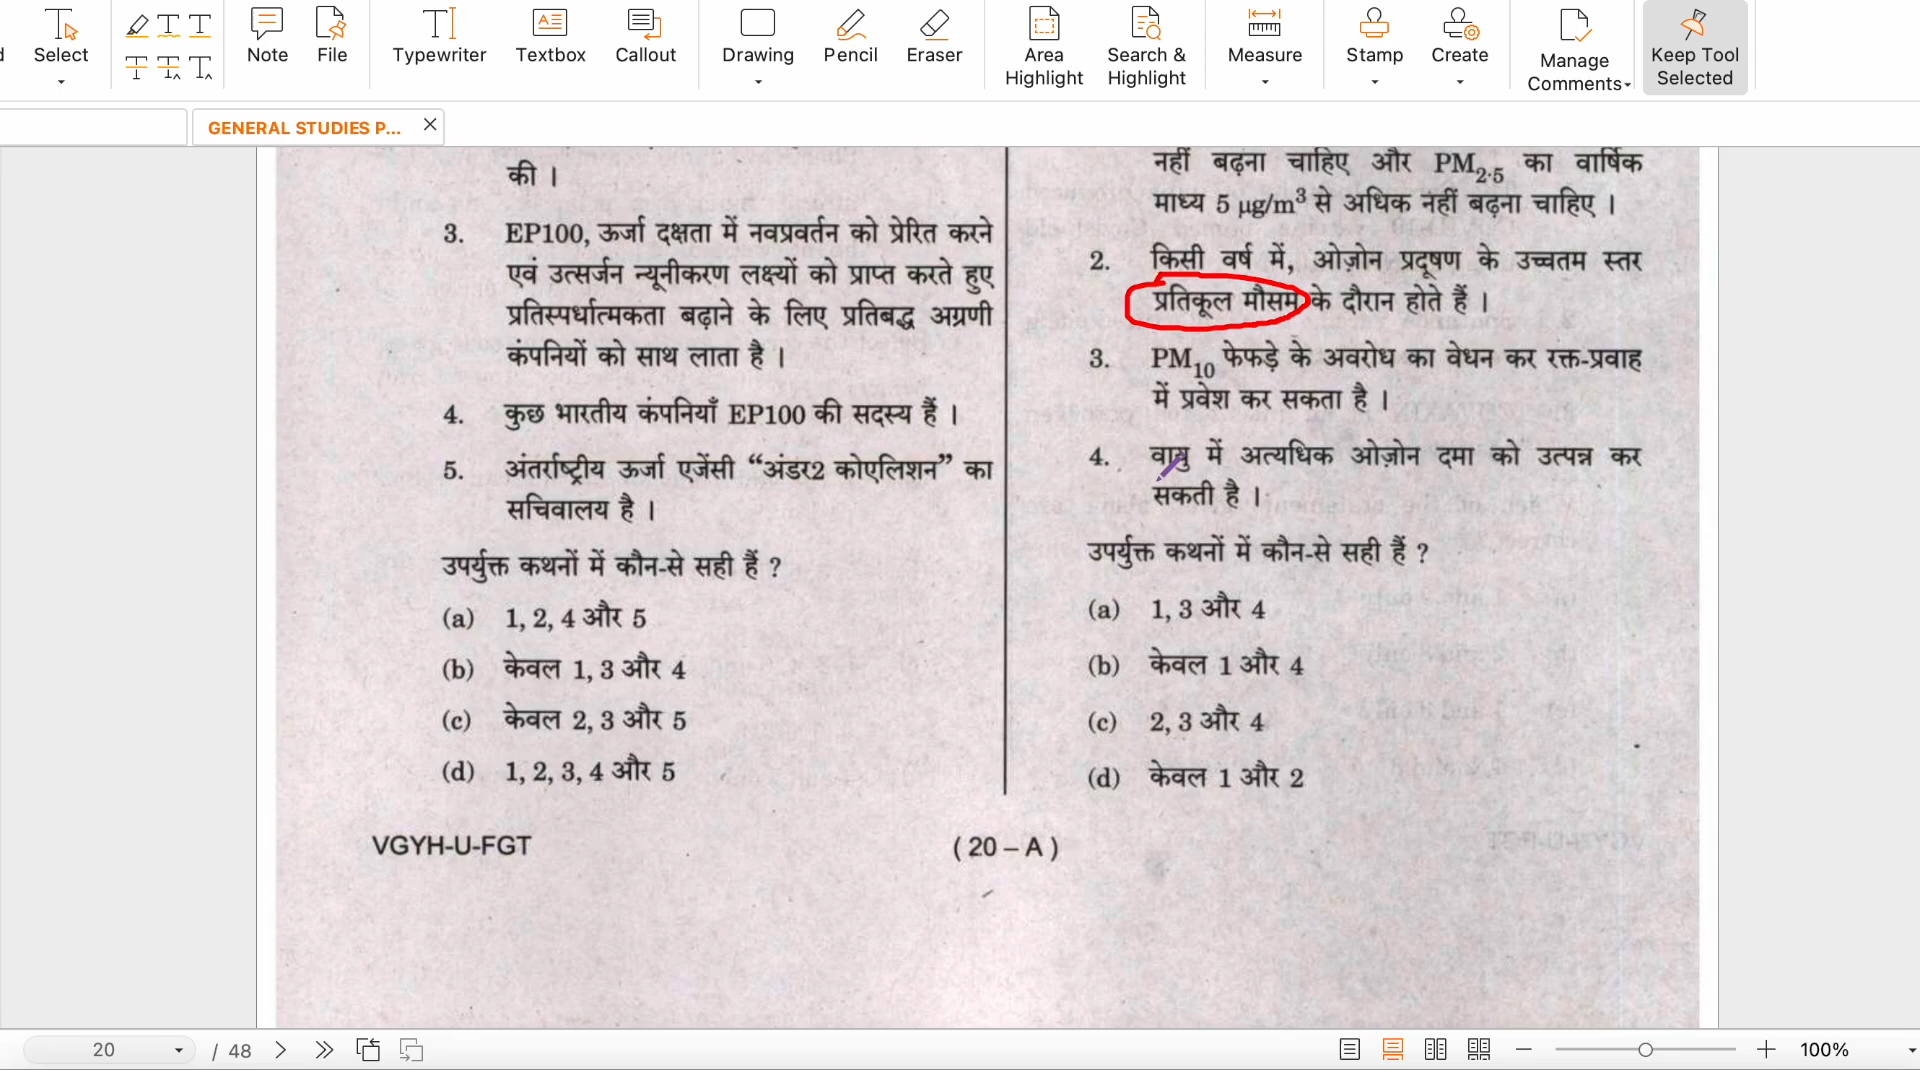 Select
Note
File
Typewriter
Textbox
Callout
Drawing
Pencil
Eraser
Area
Highlight
Search &
Highlight
Measure
Stamp
Create
Manage
Comments
Keep Tool
Selected
GENERAL STUDIES P...
की ।
3. EP100, ऊर्जा दक्षता में नवप्रवर्तन को प्रेरित करने
एवं उत्सर्जन न्यूनीकरण लक्ष्यों को प्राप्त करते हुए
प्रतिस्पर्धात्मकता बढ़ाने के लिए प्रतिबद्ध अग्रणी
कंपनियों को साथ लाता है ।
4. कुछ भारतीय कंपनियाँ EP100 की सदस्य हैं ।
5. अंतर्राष्ट्रीय ऊर्जा एजेंसी “अंडर2 कोएलिशन” का
सचिवालय है ।
उपर्युक्त कथनों में कौन-से सही हैं ?
(a) 1, 2, 4 और 5
(b) केवल 1, 3 और 4
(c) केवल 2, 3 और 5
(d) 1, 2, 3, 4 और 5
नहीं बढ़ना चाहिए और PM2·5 का वार्षिक
माध्य 5 µg/m³ से अधिक नहीं बढ़ना चाहिए ।
2. किसी वर्ष में, ओज़ोन प्रदूषण के उच्चतम स्तर
प्रतिकूल मौसम के दौरान होते हैं ।
3. PM10 फेफड़े के अवरोध का वेधन कर रक्त-प्रवाह
में प्रवेश कर सकता है ।
4. वायु में अत्यधिक ओज़ोन दमा को उत्पन्न कर
सकती है ।
उपर्युक्त कथनों में कौन-से सही हैं ?
(a) 1, 3 और 4
(b) केवल 1 और 4
(c) 2, 3 और 4
(d) केवल 1 और 2
VGYH-U-FGT
( 20 – A )
20 / 48
100%